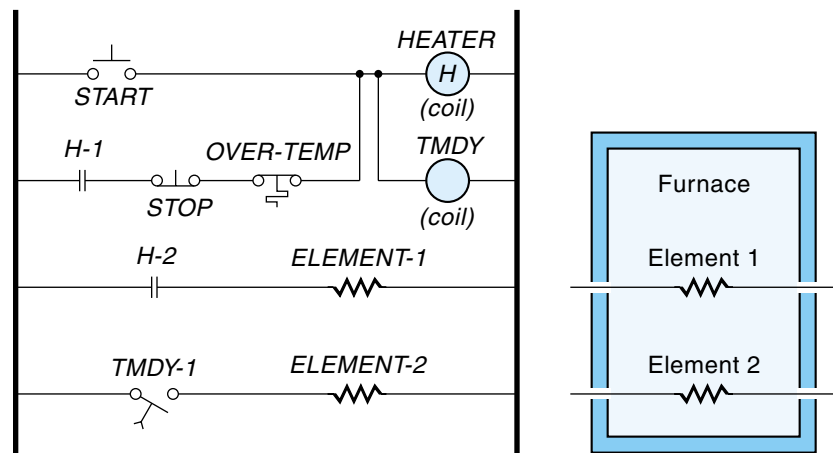 HEATER
H
START
(coil)
H-1
OVER-TEMP
TMDY
STOP
(coil)
Furnace
H-2
ELEMENT-1
Element 1
TMDY-1
ELEMENT-2
Element 2